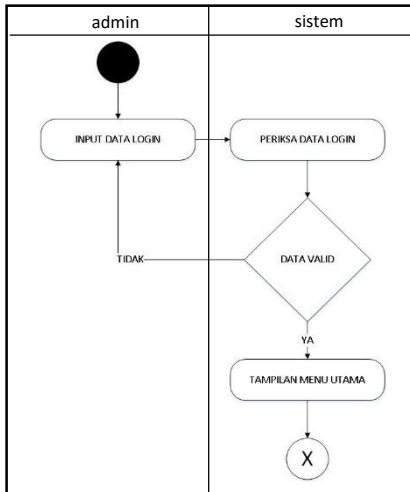 admin
sistem
INPUT DATA LOGIN
PERIKSA DATA LOGIN
TIDAK
DATA VALID
YA
TAMPILAN MENU UTAMA
X